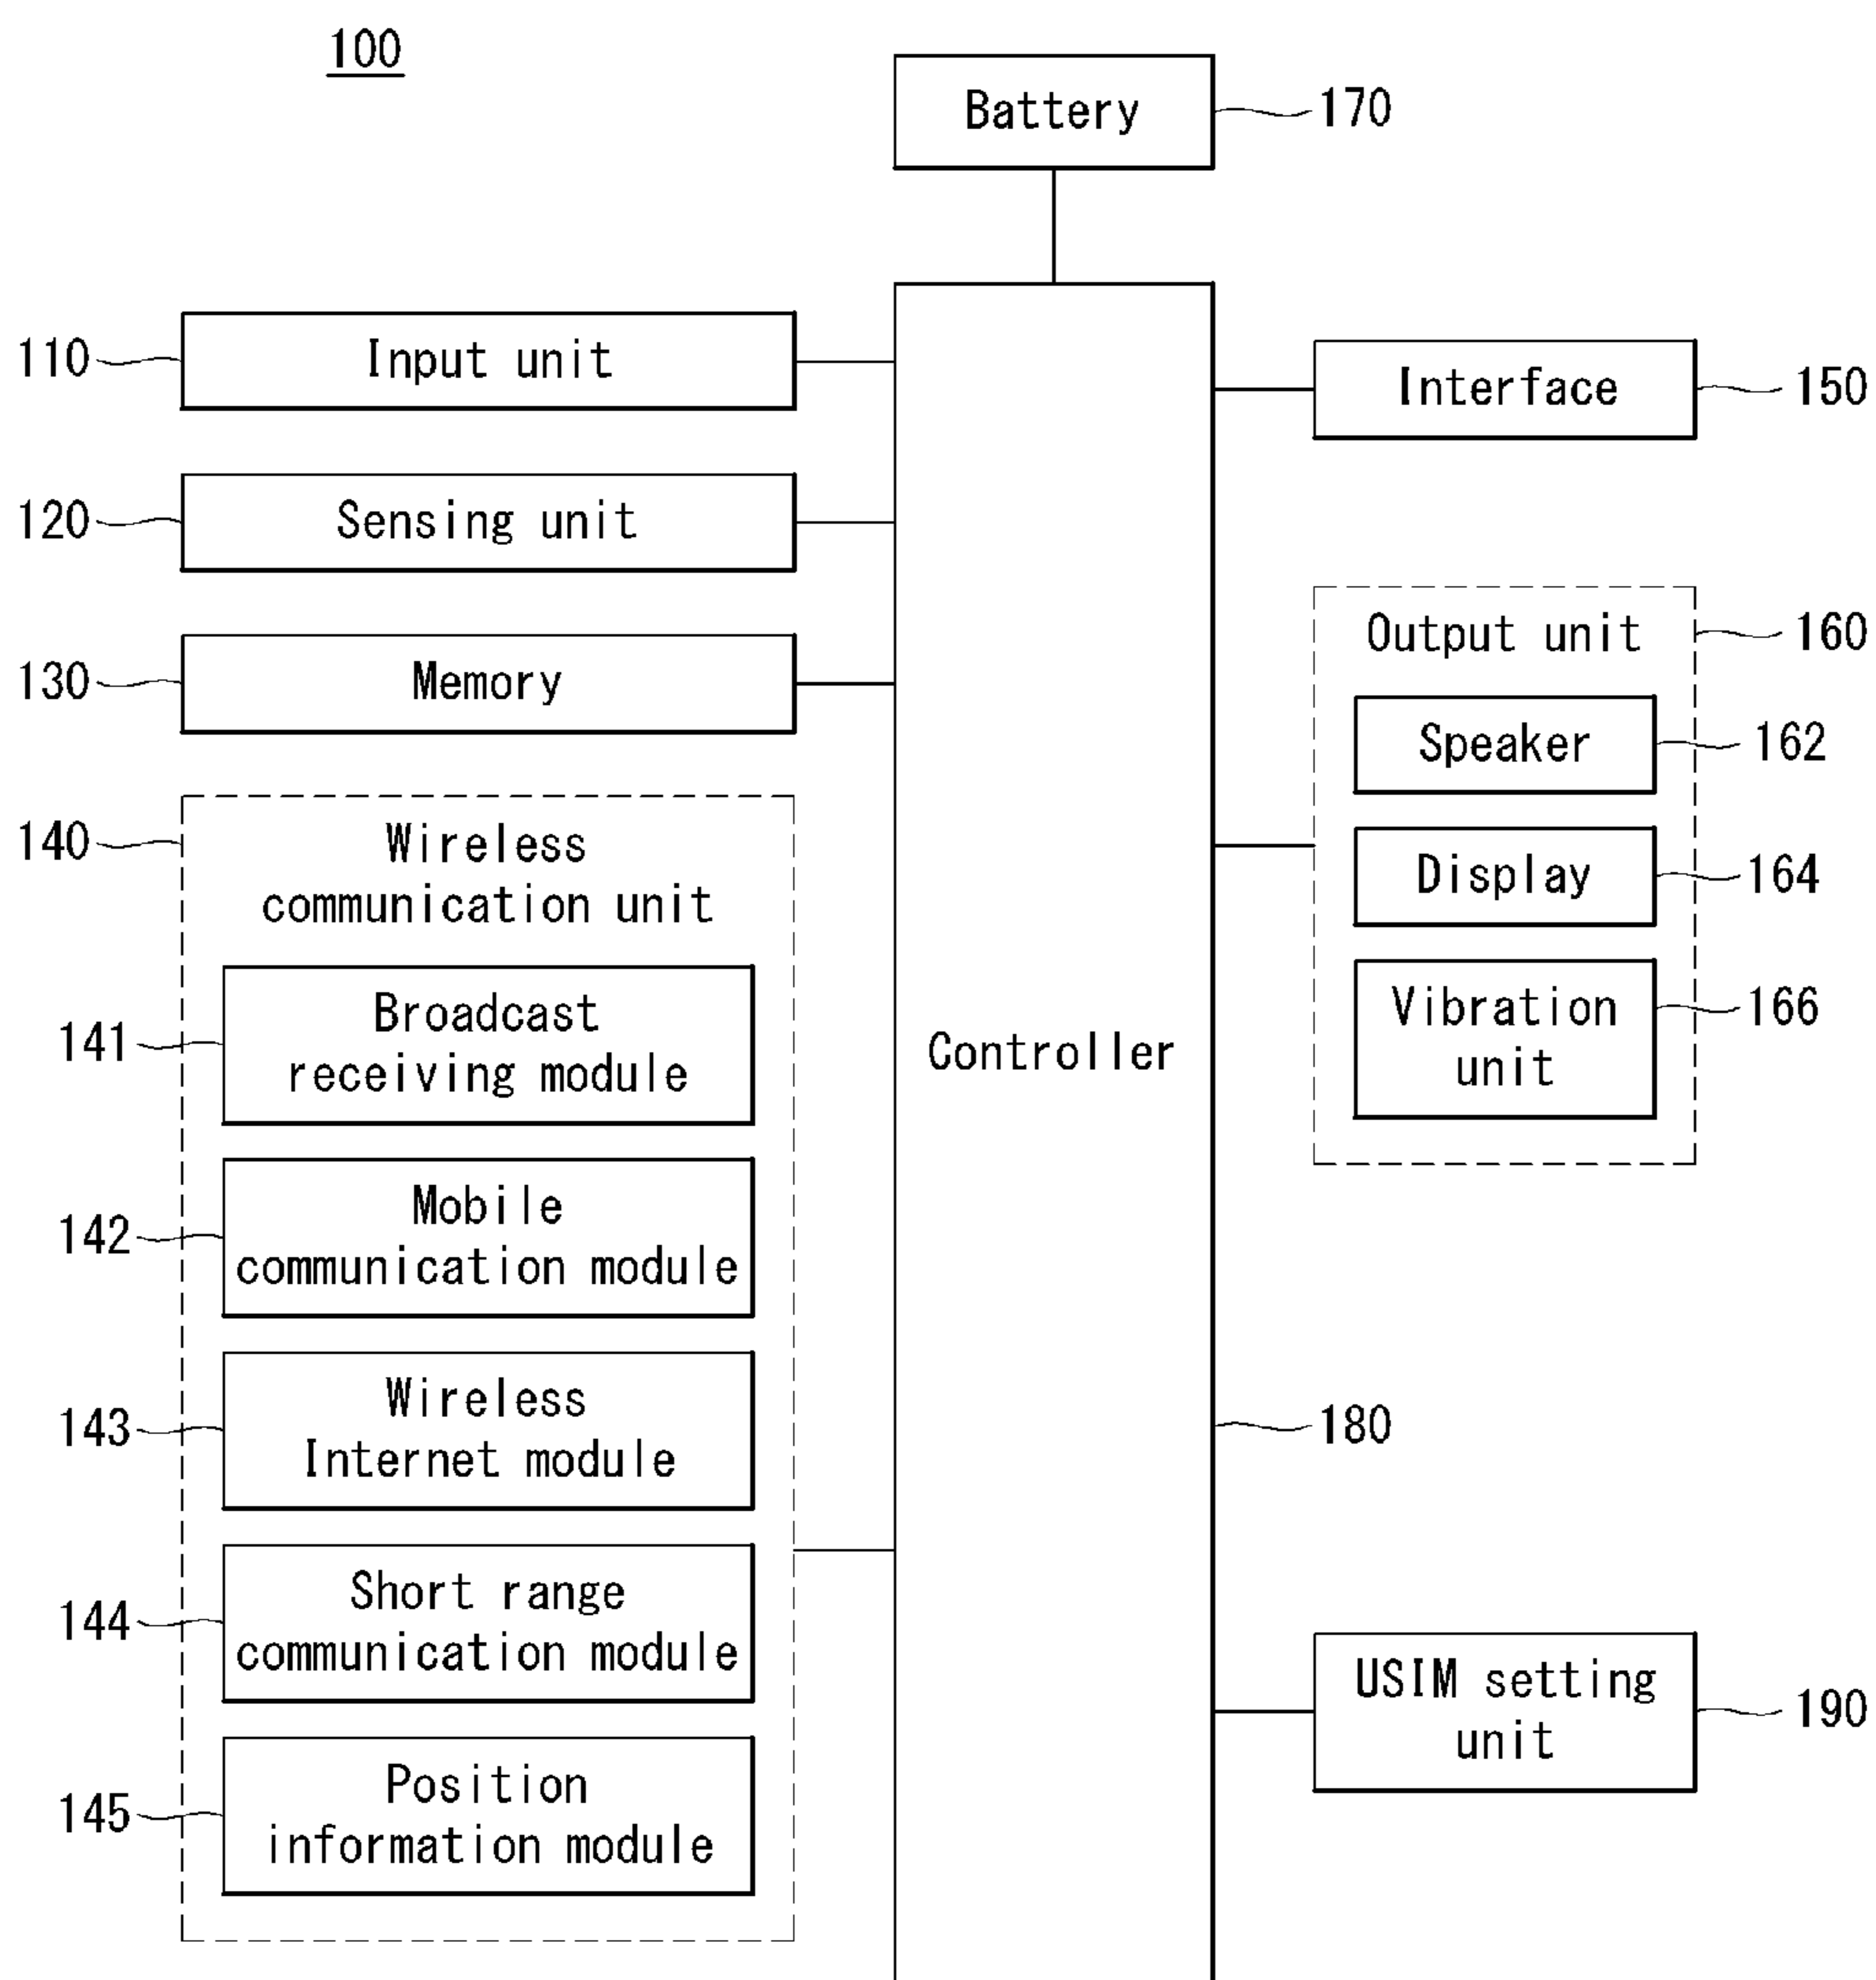 100
Battery
170
110
Input unit
120
Sensing unit
130
Memory
140
Wireless
communication unit
141
Broadcast
receiving module
142
Mobile
communication module
143
Wireless
Internet module
144
Short range
communication module
145
Position
information module
Controller
180
Interface
150
Output unit
160
Speaker
162
Display
164
Vibration
unit
166
USIM setting
unit
190